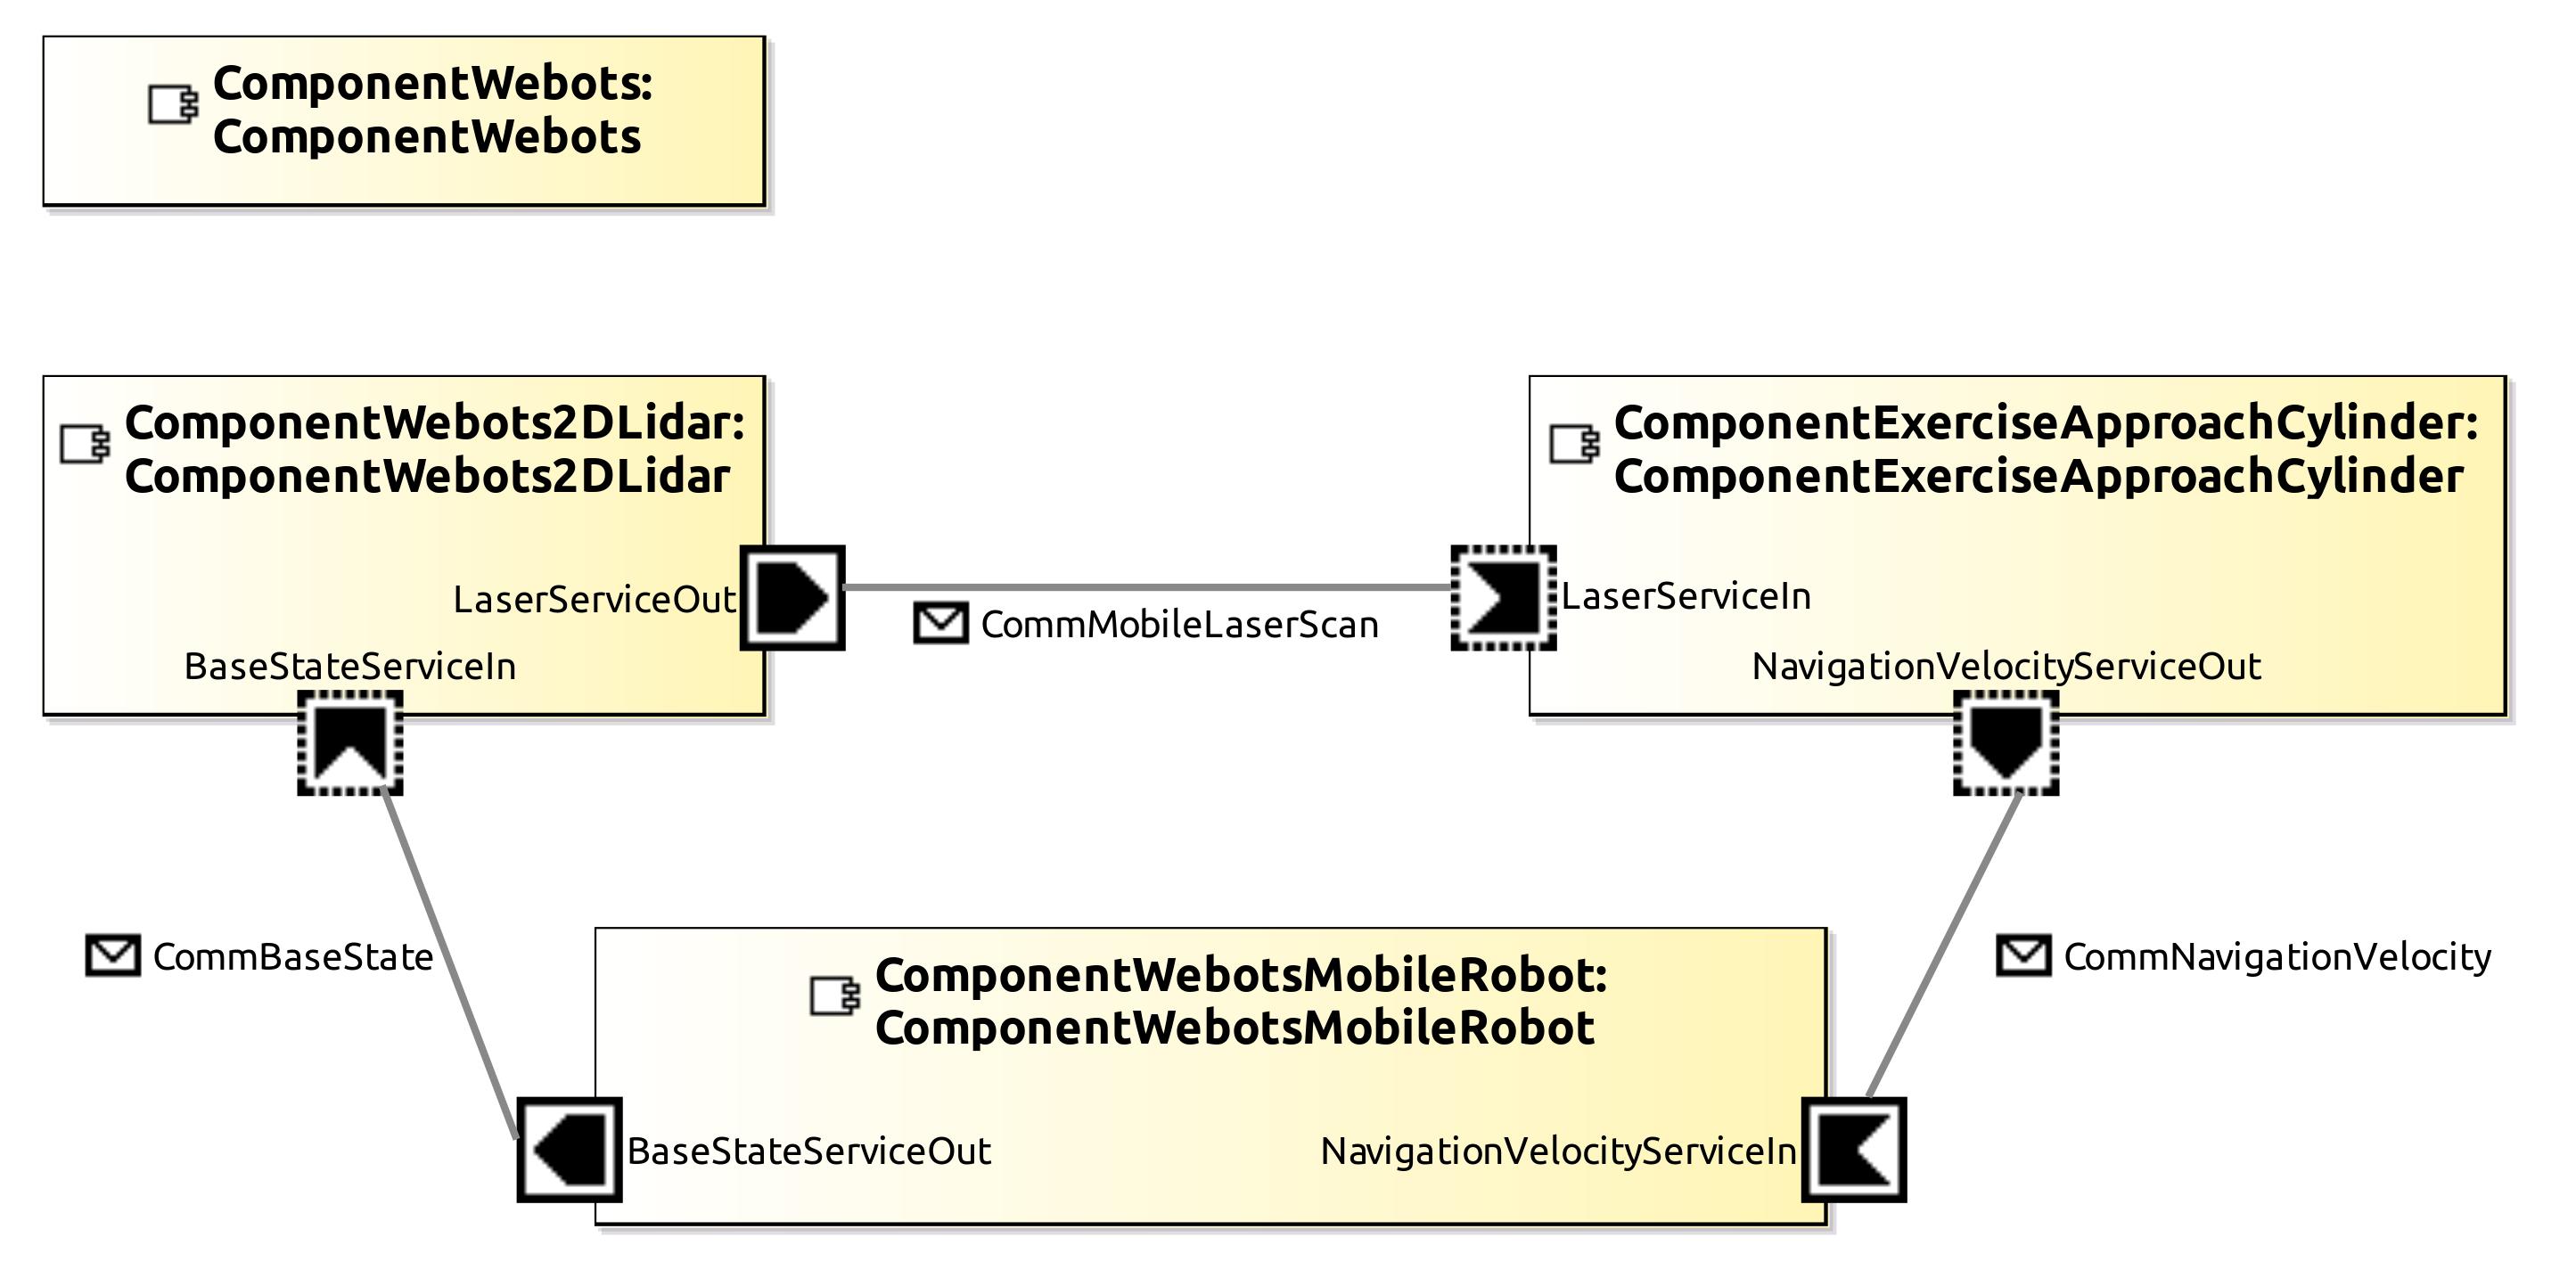 ComponentWebots:
ComponentWebots
ComponentWebots2DLidar:
ComponentWebots2DLidar
LaserServiceOut
BaseStateServiceIn
CommMobileLaserScan
ComponentExerciseApproachCylinder:
ComponentExerciseApproachCylinder
LaserServiceIn
NavigationVelocityServiceOut
CommBaseState
CommNavigationVelocity
ComponentWebotsMobileRobot:
ComponentWebotsMobileRobot
BaseStateServiceOut
NavigationVelocityServiceIn